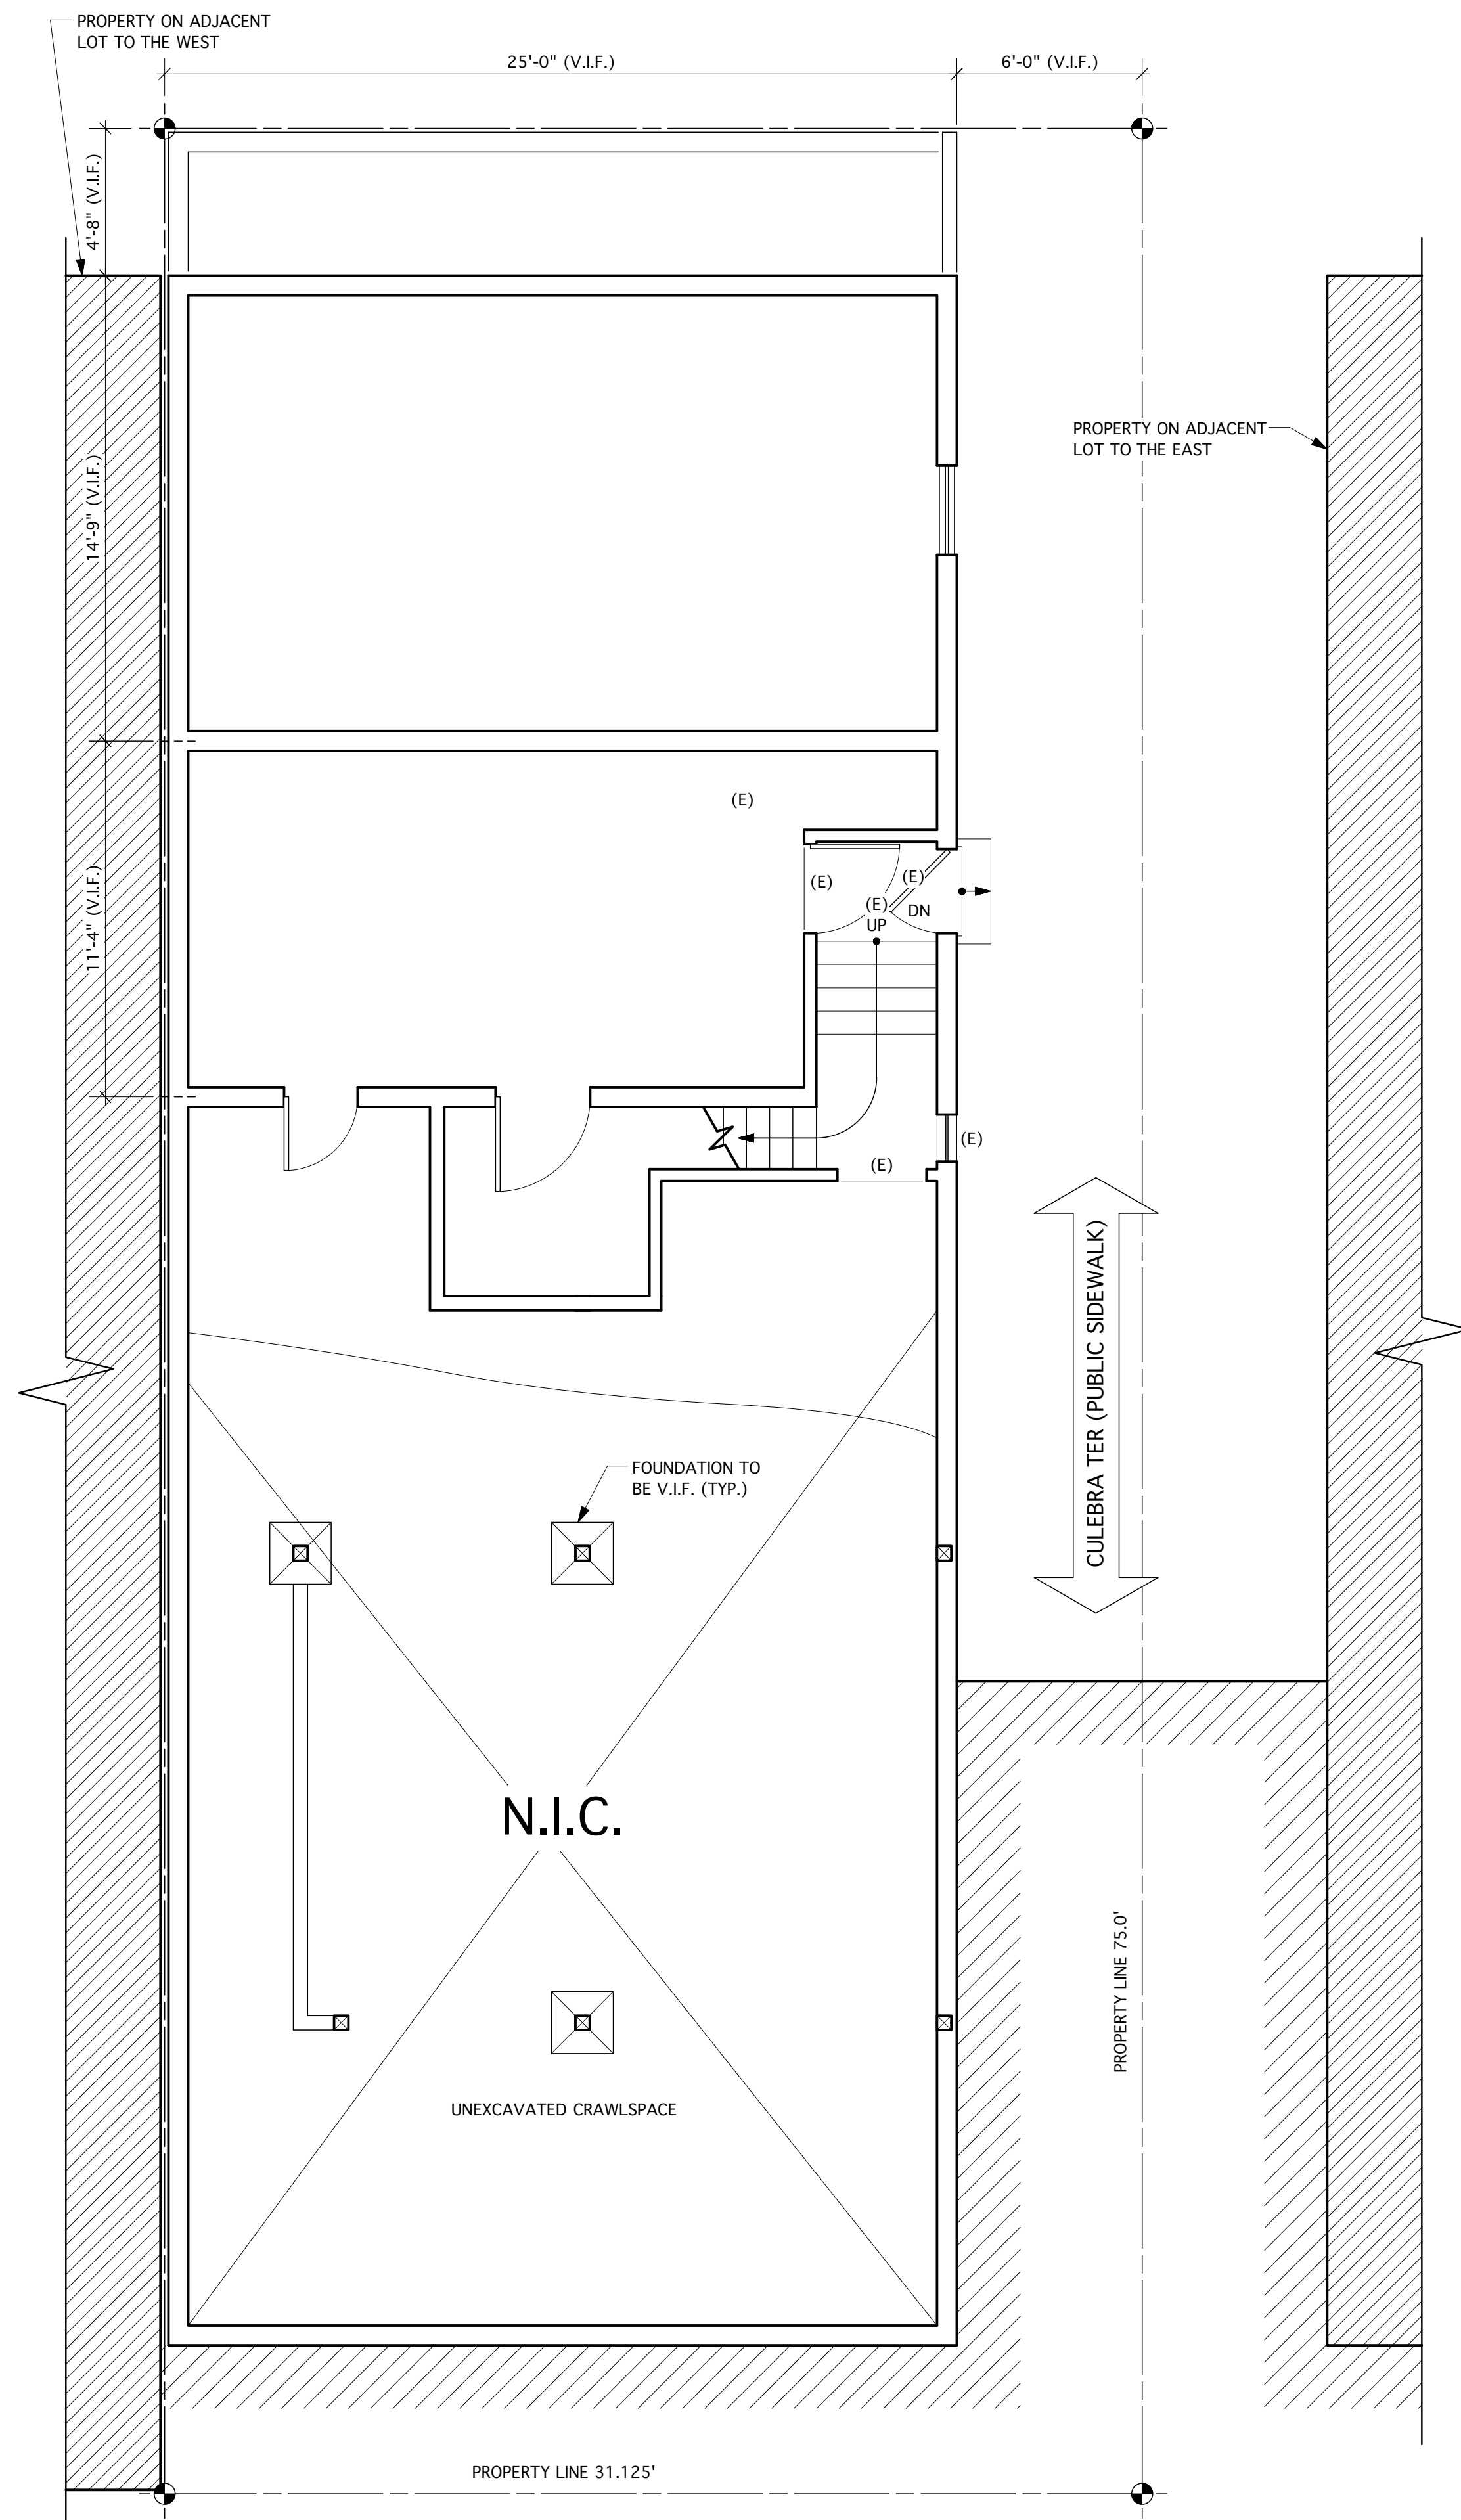 PROPERTY ON ADJACENT
LOT TO THE WEST
25'-0" (V.I.F.)
6'-0" (V.I.F.)
4'-8" (V.I.F.)
PROPERTY ON ADJACENT
LOT TO THE EAST
14'-9" (V.I.F.)
(E)
(E)
(E)
(E)
UP
DN
11'-4" (V.I.F.)
(E)
(E)
CULEBRA TER (PUBLIC SIDEWALK)
FOUNDATION TO
BE V.I.F. (TYP.)
N.I.C.
PROPERTY LINE 75.0'
UNEXCAVATED CRAWLSPACE
PROPERTY LINE 31.125'